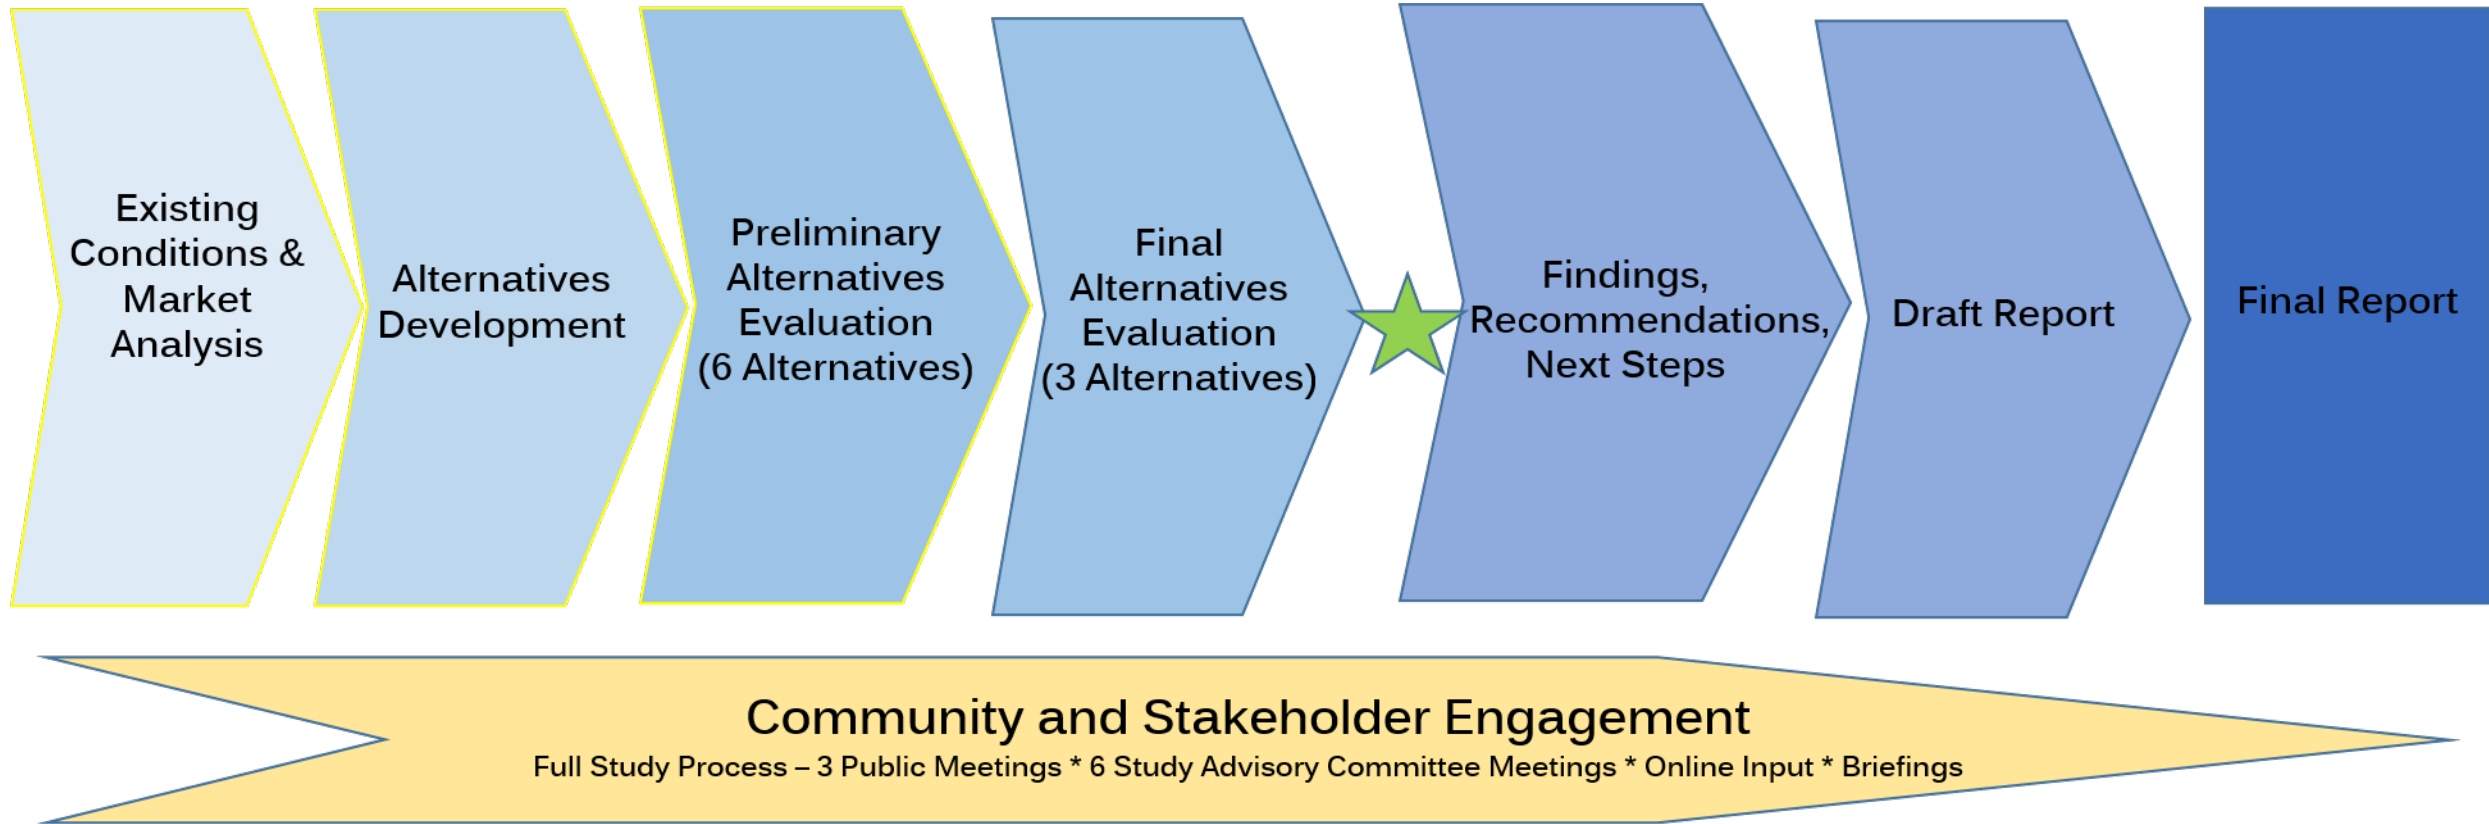 Existing
Conditions &
Market
Analysis
Alternatives
Development
Preliminary
Alternatives
Evaluation
(6 Alternatives)
Final
Alternatives
Evaluation
(3 Alternatives)
Findings,
Recommendations,
Next Steps
Draft Report
Final Report
Community and Stakeholder Engagement
Full Study Process – 3 Public Meetings * 6 Study Advisory Committee Meetings * Online Input * Briefings